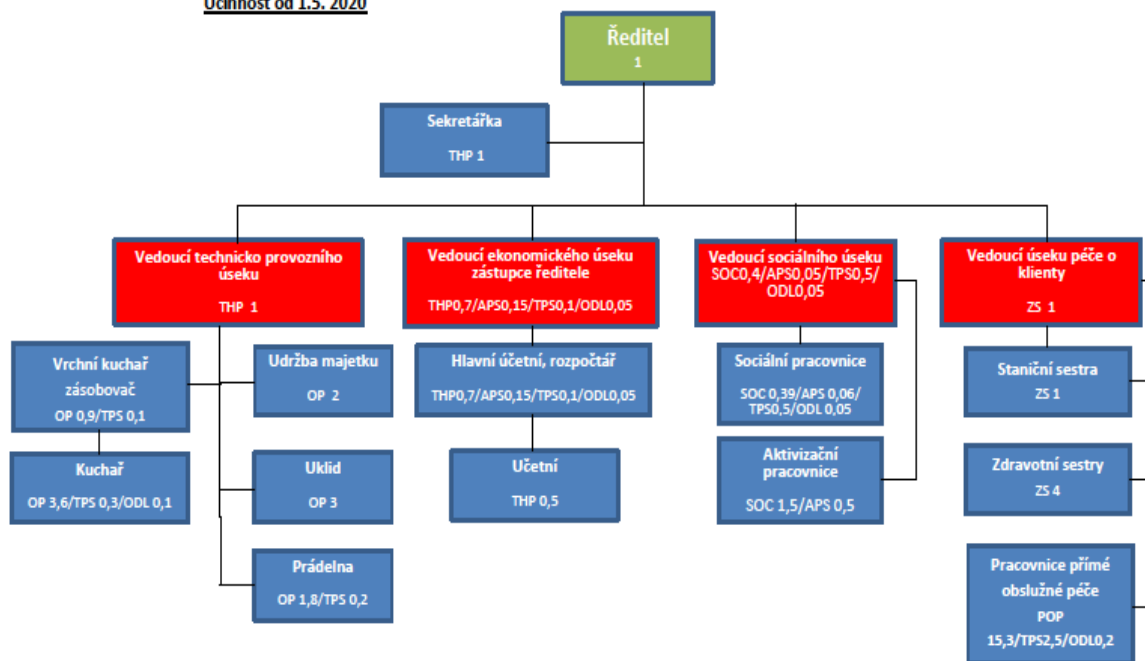 Účinnost od 1.5. 2020
Ředitel
1
Sekretářka
THP 1
Vedoucí technicko provozního
úseku
THP 1
Vedoucí ekonomického úseku
zástupce ředitele
THP0,7/APS0,15/TPS0,1/ODL0,05
Vedoucí sociálního úseku
SOC0,4/APS0,05/TPS0,5/
ODL0,05
Vedoucí úseku péče o
klienty
ZS 1
Vrchní kuchař
zásobovač
OP 0,9/TPS 0,1
Udržba majetku
OP 2
Hlavní účetní, rozpočtář
THP0,7/APS0,15/TPS0,1/ODL0,05
Sociální pracovnice
SOC 0,39/APS 0,06/
TPS0,5/ODL 0,05
Staniční sestra
ZS 1
Kuchař
OP 3,6/TPS 0,3/ODL 0,1
Uklid
OP 3
Učetní
THP 0,5
Aktivizační
pracovnice
SOC 1,5/APS 0,5
Zdravotní sestry
ZS 4
Prádelna
OP 1,8/TPS 0,2
Pracovnice přímé
obslužné péče
POP
15,3/TPS2,5/ODL0,2